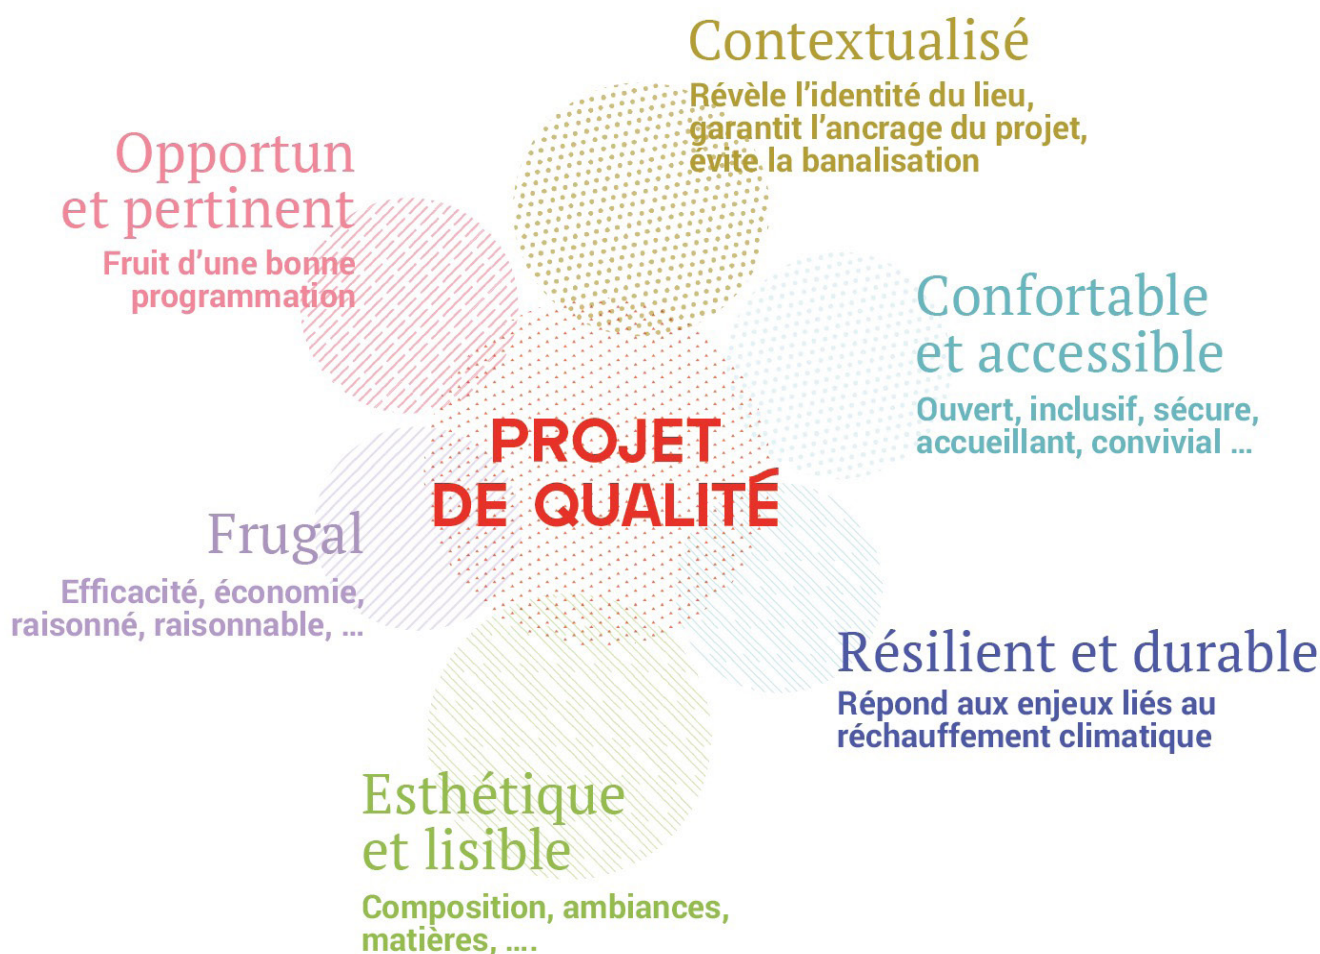 Contextualisé
Révèle l'identité du lieu,
garantit l'ancrage du projet,
évite la banalisation
Opportun
et pertinent
Fruit d'une bonne
programmation
Confortable
et accessible
Ouvert, inclusif, sécure,
accueillant, convivial ...
PROJET
DE QUALITÉ
Frugal
Efficacité, économie,
raisonné, raisonnable, ...
Résilient et durable
Répond aux enjeux liés au
réchauffement climatique
Esthétique
et lisible
Composition, ambiances,
matières, ....